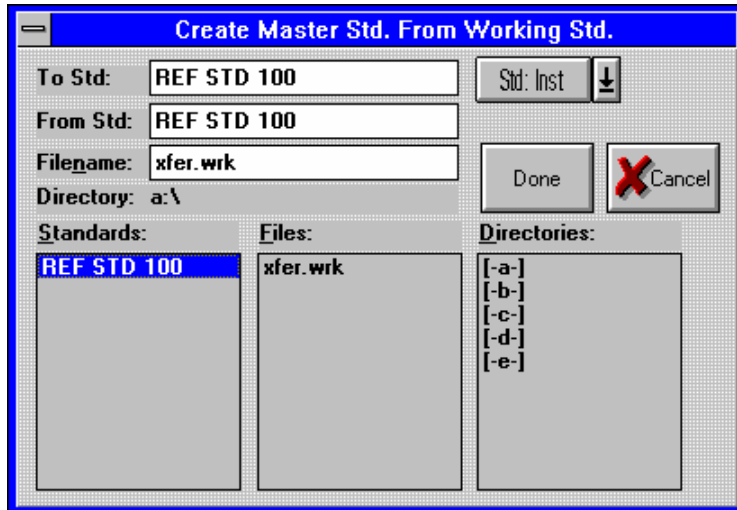 Create Master Std. From Working Std.
To Std: REF STD 100
Std: Inst
From Std: REF STD 100
Filename: xfer.wrk
Done
Cancel
Directory: a:\
Standards:
Files:
Directories:
REF STD 100
xfer.wrk
[-a-]
[-b-]
[-c-]
[-d-]
[-e-]